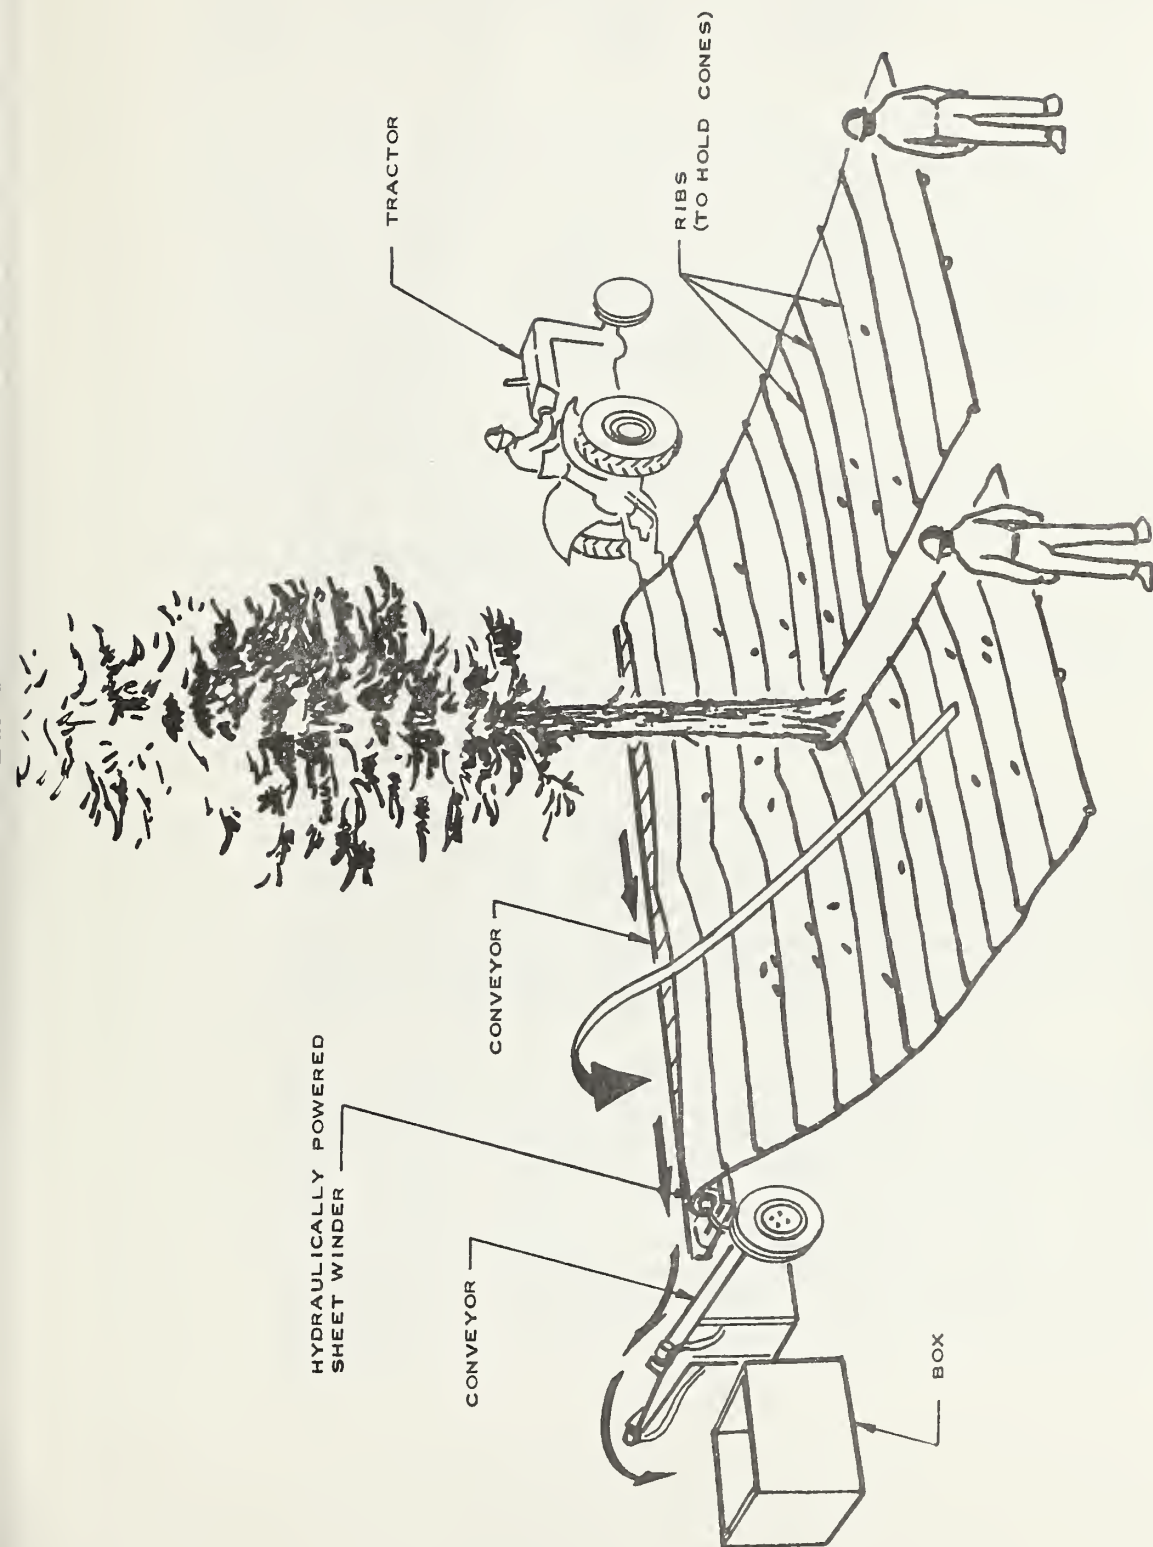 HYDRAULICALLY POWERED
SHEET WINDER
CONVEYOR
CONVEYOR
TRACTOR
RIBS
(TO HOLD CONES)
BOX